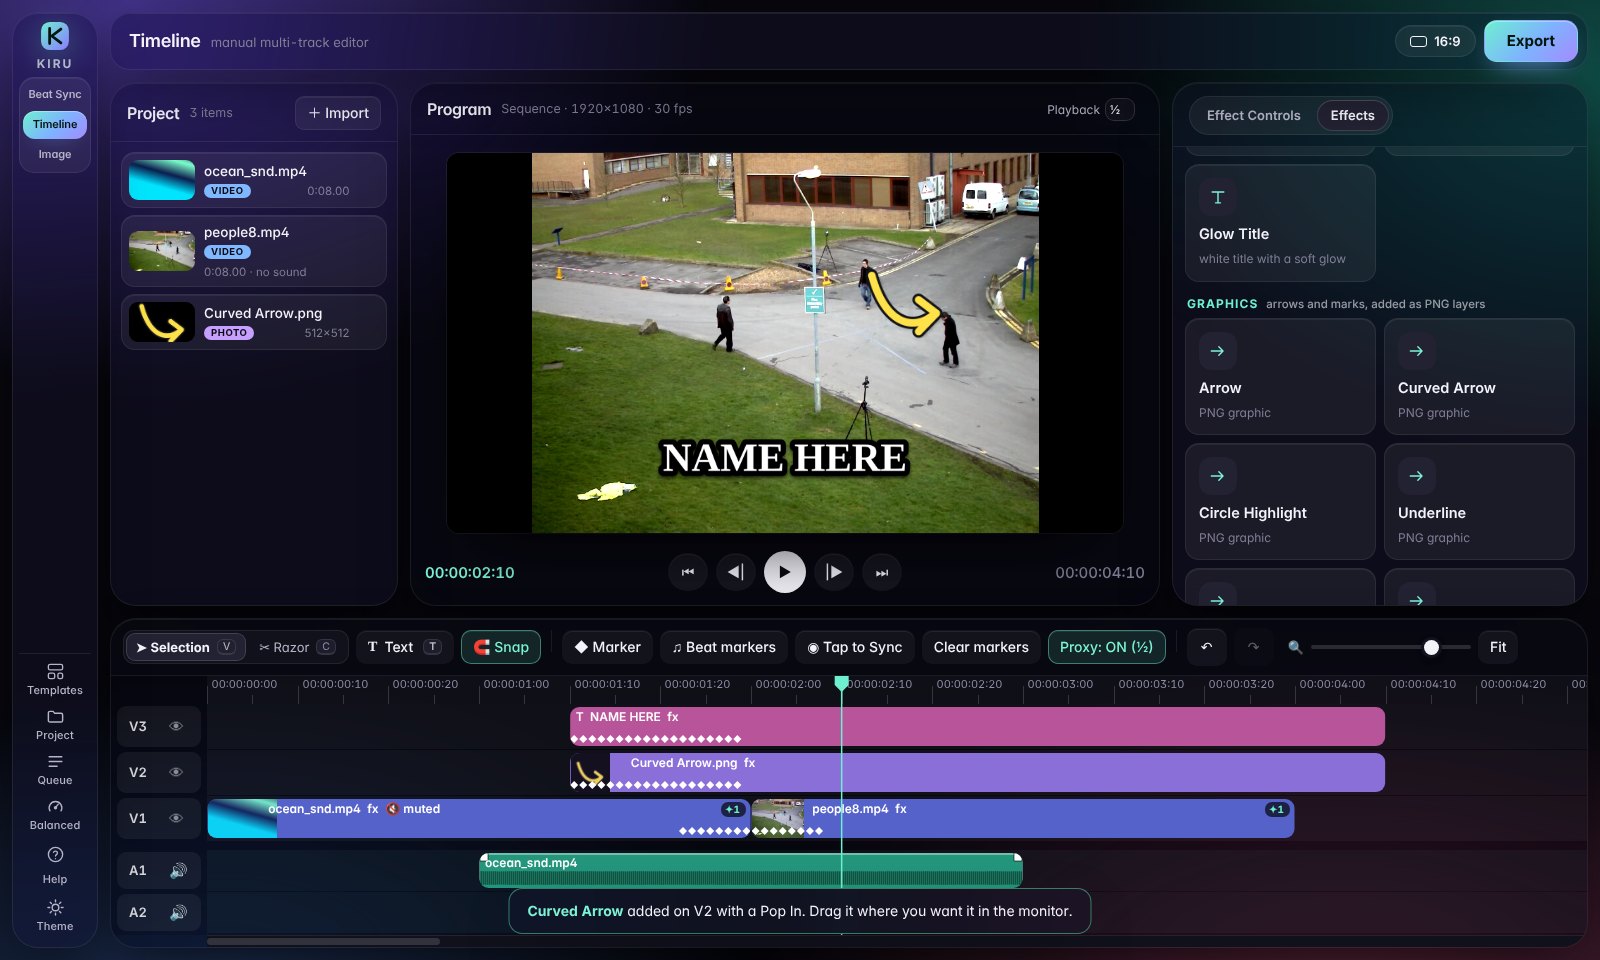 KIRU
Beat Sync
Timeline
Image
Templates
Project
Queue
Balanced
Help
Theme
Timeline manual multi-track editor
16:9
Export
Project 3 items
+ Import
ocean_snd.mp4
VIDEO 0:08.00
people8.mp4
VIDEO
0:08.00 · no sound
Curved Arrow.png
PHOTO 512×512
Program Sequence · 1920×1080 · 30 fps
Playback ½
NAME HERE
00:00:02:10
00:00:04:10
Effect Controls Effects
T
Glow Title
white title with a soft glow
GRAPHICS arrows and marks, added as PNG layers
Arrow
PNG graphic
Curved Arrow
PNG graphic
Circle Highlight
PNG graphic
Underline
PNG graphic
Selection V Razor C T Text T Snap Marker Beat markers Tap to Sync Clear markers Proxy: ON (½) Fit
00:00:00:00 00:00:00:10 00:00:00:20 00:00:01:00 00:00:01:10 00:00:01:20 00:00:02:00 00:00:02:10 00:00:02:20 00:00:03:00 00:00:03:10 00:00:03:20 00:00:04:00 00:00:04:10 00:00:04:20 00:
V3 T NAME HERE fx
V2 Curved Arrow.png fx
V1 ocean_snd.mp4 fx muted +1 people8.mp4 fx +1
A1 ocean_snd.mp4
A2
Curved Arrow added on V2 with a Pop In. Drag it where you want it in the monitor.